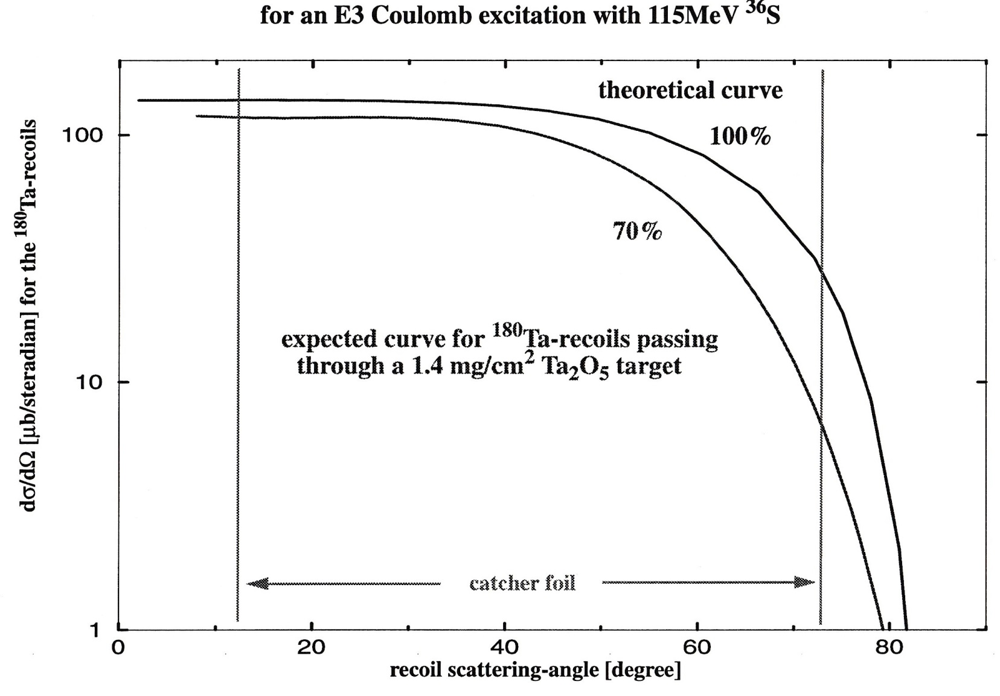 for an E3 Coulomb excitation with 115MeV ³⁶S
theoretical curve
100
100%
70%
dσ/dΩ [μb/steradian] for the ¹⁸⁰Ta-recoils
expected curve for ¹⁸⁰Ta-recoils passing
through a 1.4 mg/cm² Ta₂O₅ target
10
catcher foil
1
0 20 40 60 80
recoil scattering-angle [degree]